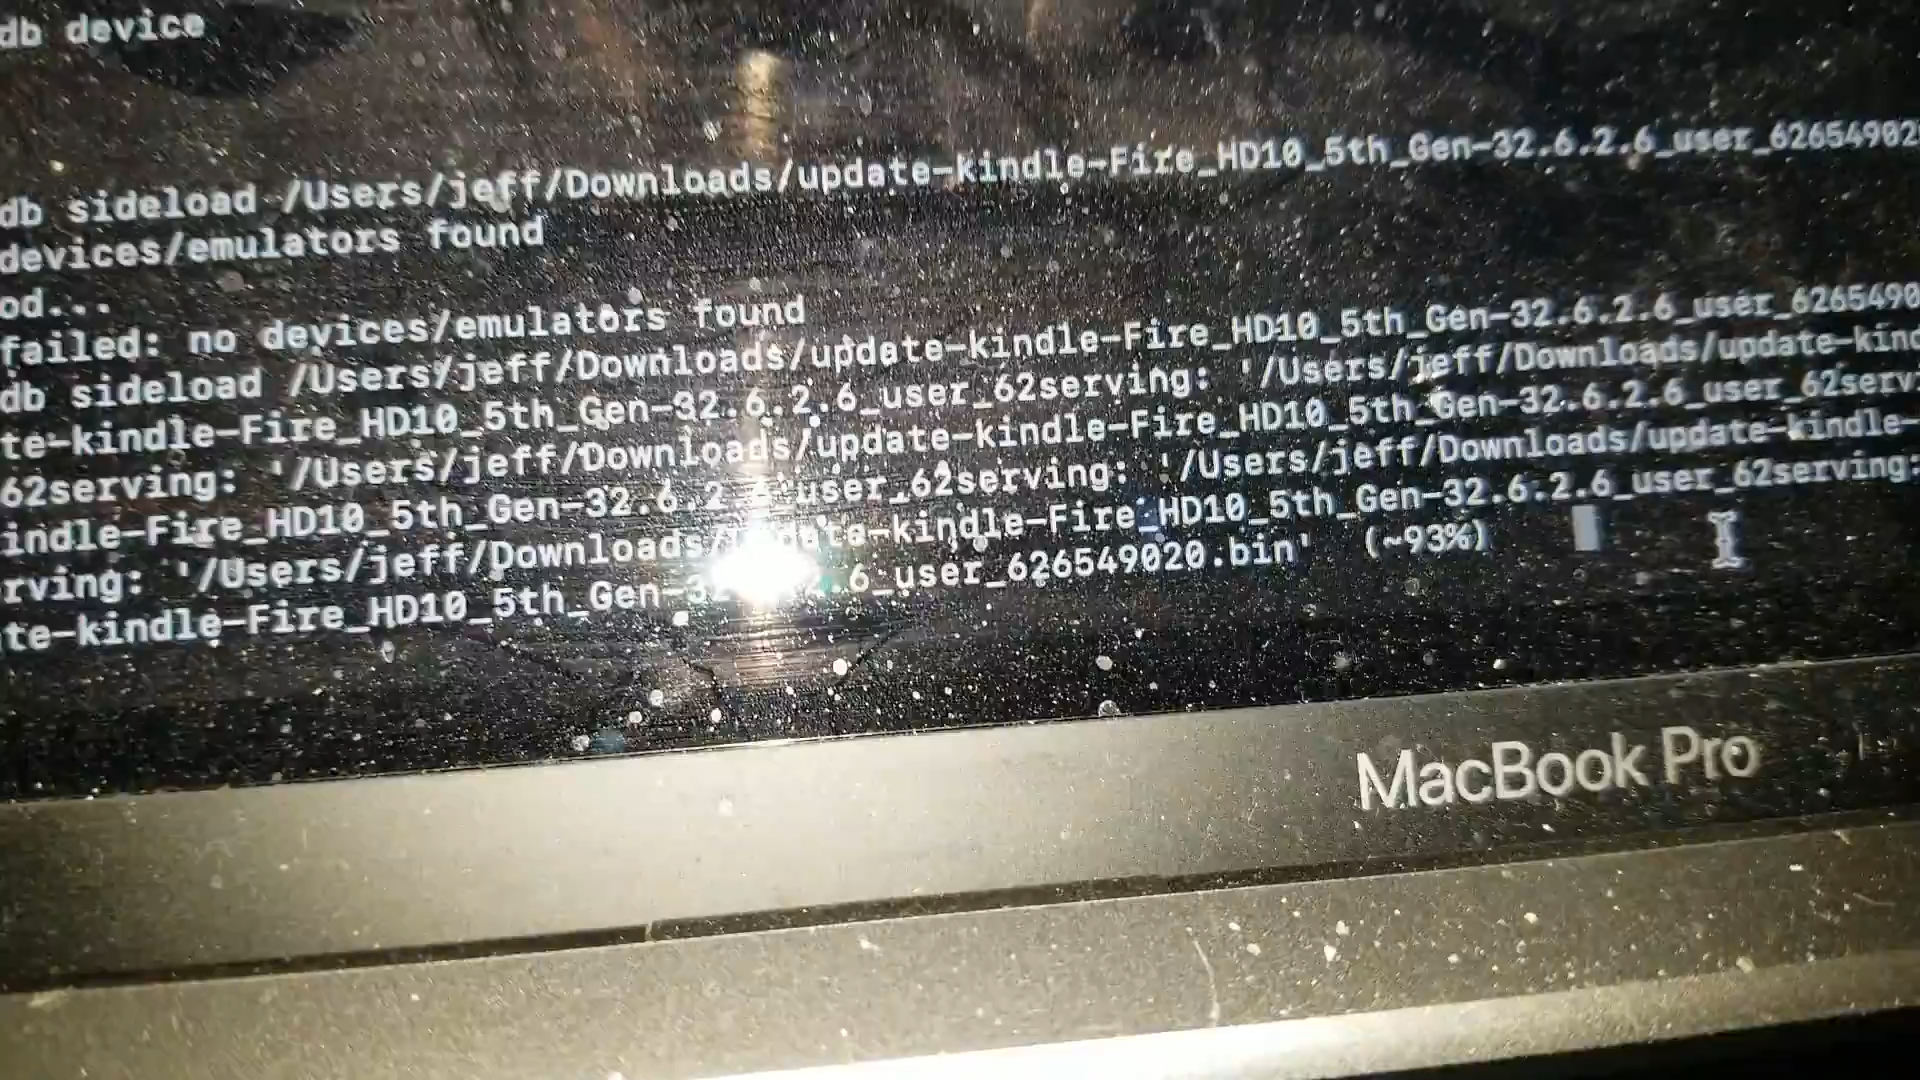 db device
db sideload /Users/jeff/Downloads/update-kindle-Fire_HD10_5th_Gen-32.6.2.6_user_62654902
devices/emulators found
od...
failed: no devices/emulators found
db sideload /Users/jeff/Downloads/update-kindle-Fire_HD10_5th_Gen-32.6.2.6_user_6265490
te-kindle-Fire_HD10_5th_Gen-32.6.2.6_user_62serving: '/Users/jeff/Downloads/update-kind
62serving: '/Users/jeff/Downloads/update-kindle-Fire_HD10_5th_Gen-32.6.2.6_user_62serv
indle-Fire_HD10_5th_Gen-32.6.2.6_user_62serving: '/Users/jeff/Downloads/update-kindle-
rving: '/Users/jeff/Downloads/update-kindle-Fire_HD10_5th_Gen-32.6.2.6_user_62serving:
te-kindle-Fire_HD10_5th_Gen-3 .6_user_626549020.bin' (~93%)
MacBook Pro